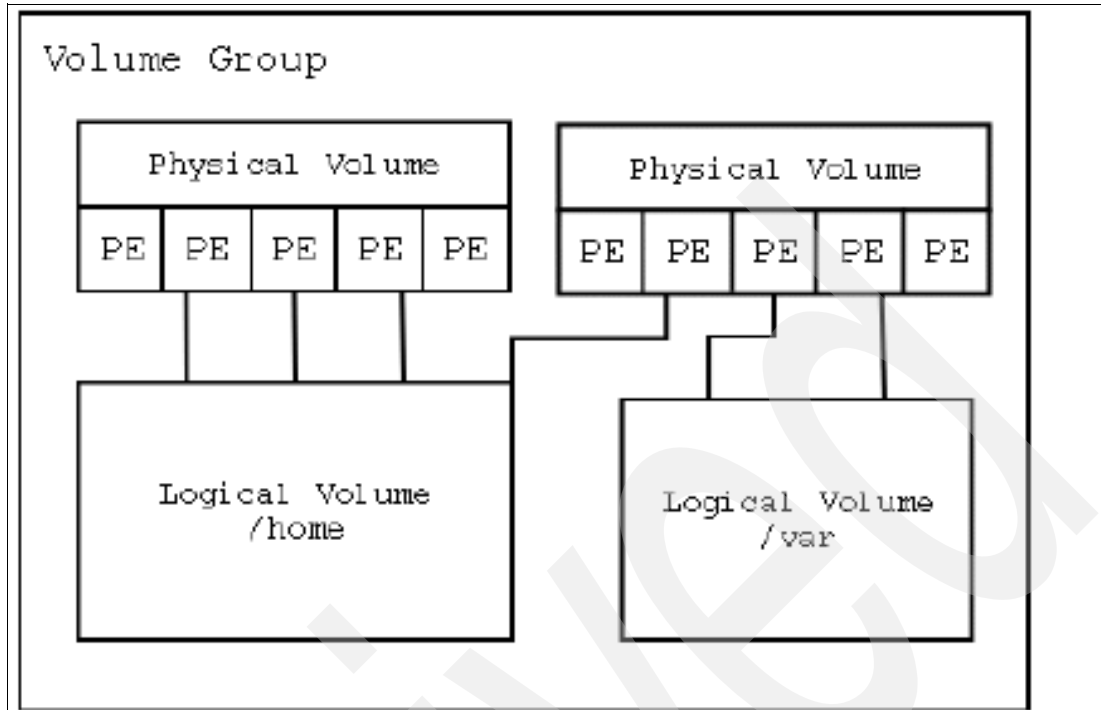 Volume Group
Physical Volume
Physical Volume
PE PE PE PE PE
PE PE PE PE PE
Logical Volume
/home
Logical Volume
/var